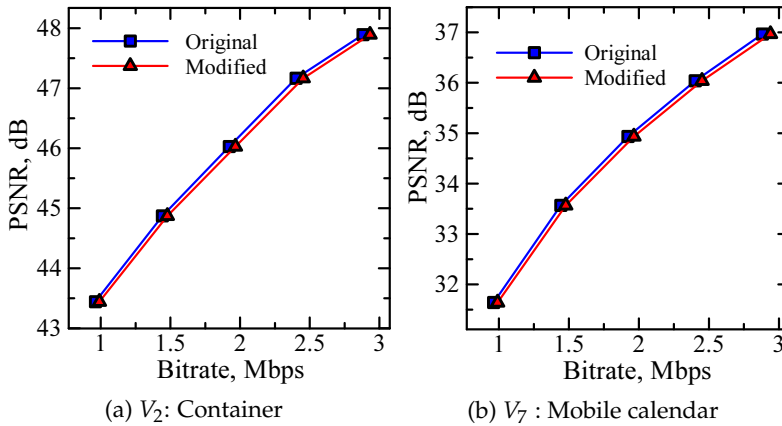 48
47
46
45
44
43
PSNR, dB
Original
Modified
1
1.5
2
2.5
3
Bitrate, Mbps
(a) V₂: Container
37
36
35
34
33
32
PSNR, dB
Original
Modified
1
1.5
2
2.5
3
Bitrate, Mbps
(b) V₇ : Mobile calendar